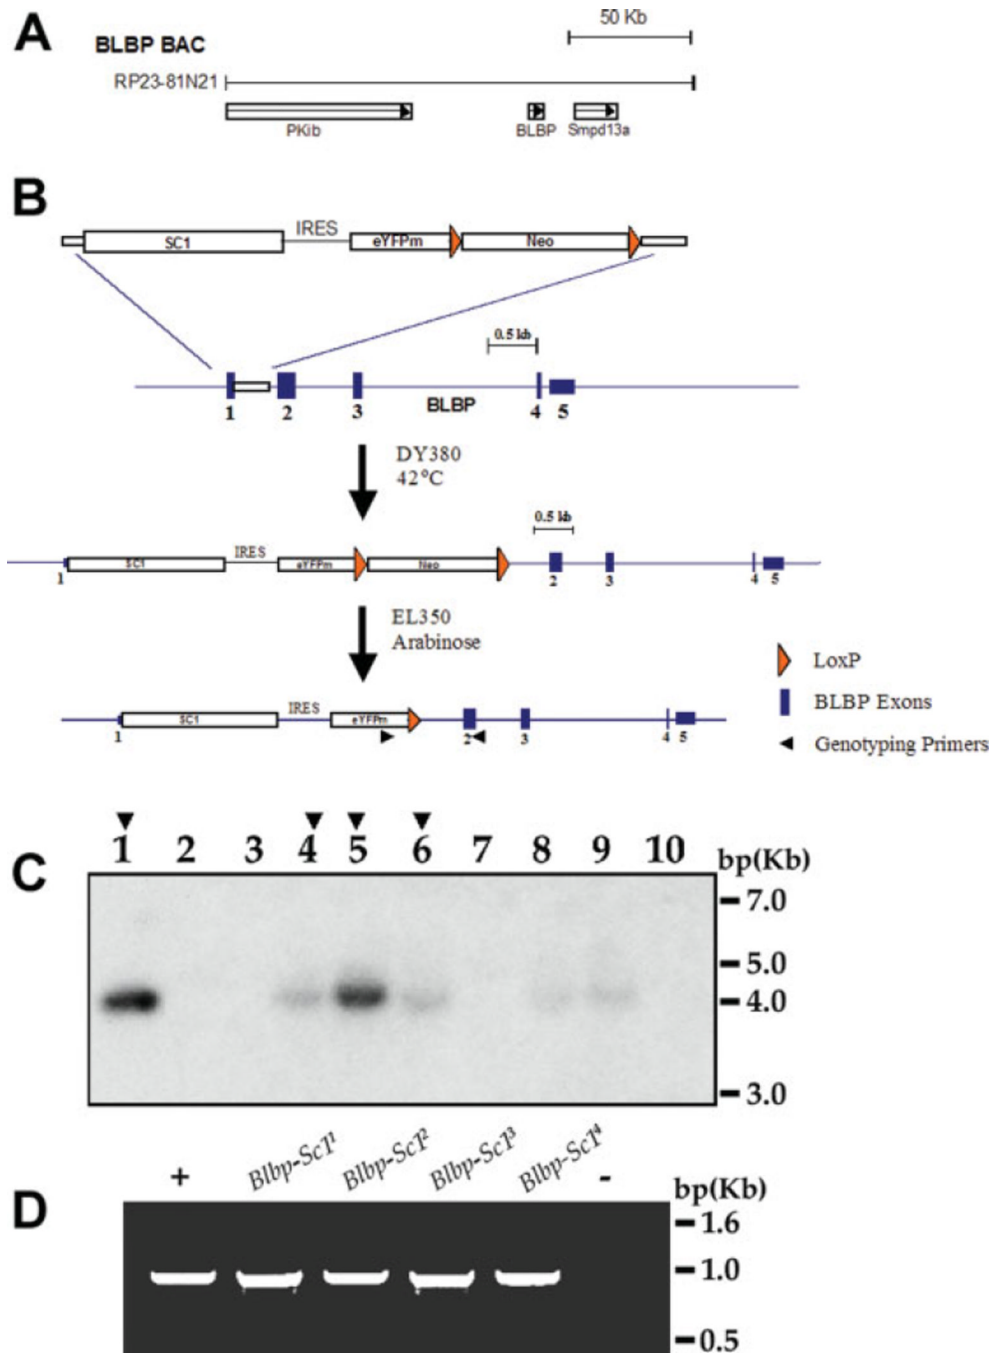 A
BLBP BAC
50 Kb
RP23-81N21
PKib
BLBP
Smpd13a
B
SC1
IRES
eYFPm
Neo
0.5 kb
1
2
3
BLBP
4
5
DY380
42°C
0.5 kb
1
SC1
IRES
eYFPm
Neo
2
3
4
5
EL350
Arabinose
LoxP
BLBP Exons
Genotyping Primers
1
SC1
IRES
eYFPm
2
3
4
5
C
1 2 3 4 5 6 7 8 9 10
bp(Kb)
7.0
5.0
4.0
3.0
D
+ Blbp-Sc1¹ Blbp-Sc1² Blbp-Sc1³ Blbp-Sc1⁴ -
bp(Kb)
1.6
1.0
0.5